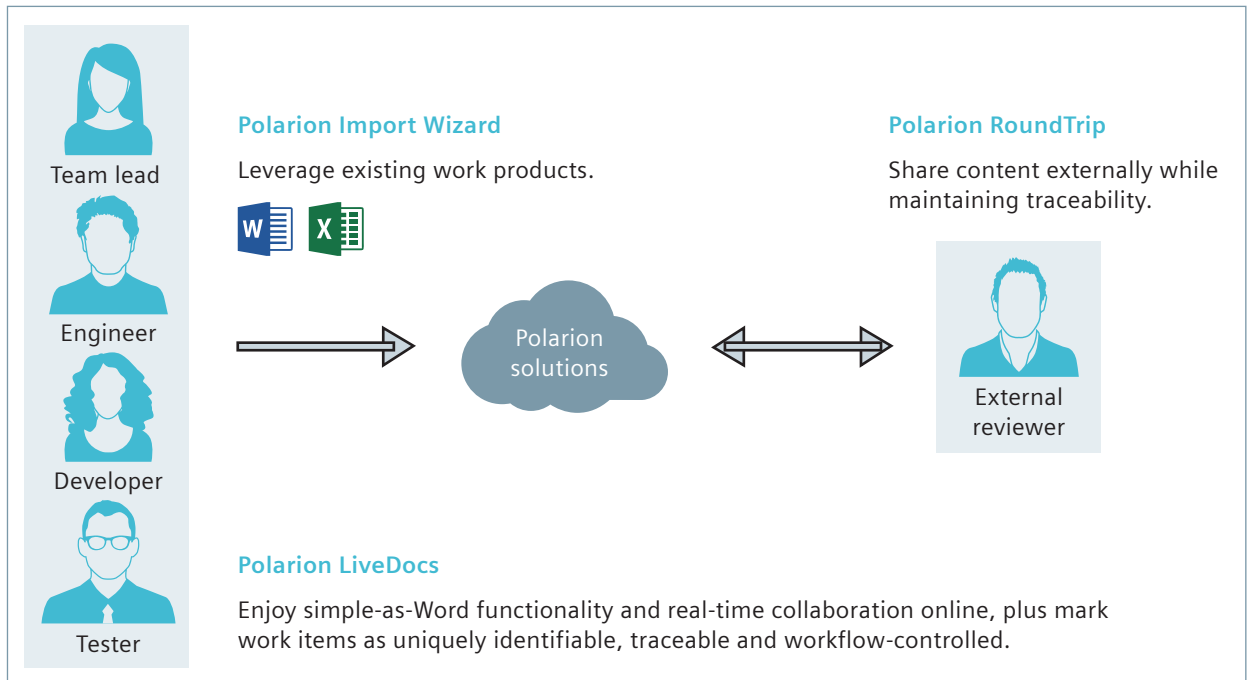 Team lead
Engineer
Developer
Tester
Polarion Import Wizard
Leverage existing work products.
W
X
Polarion
solutions
Polarion RoundTrip
Share content externally while
maintaining traceability.
External
reviewer
Polarion LiveDocs
Enjoy simple-as-Word functionality and real-time collaboration online, plus mark
work items as uniquely identifiable, traceable and workflow-controlled.